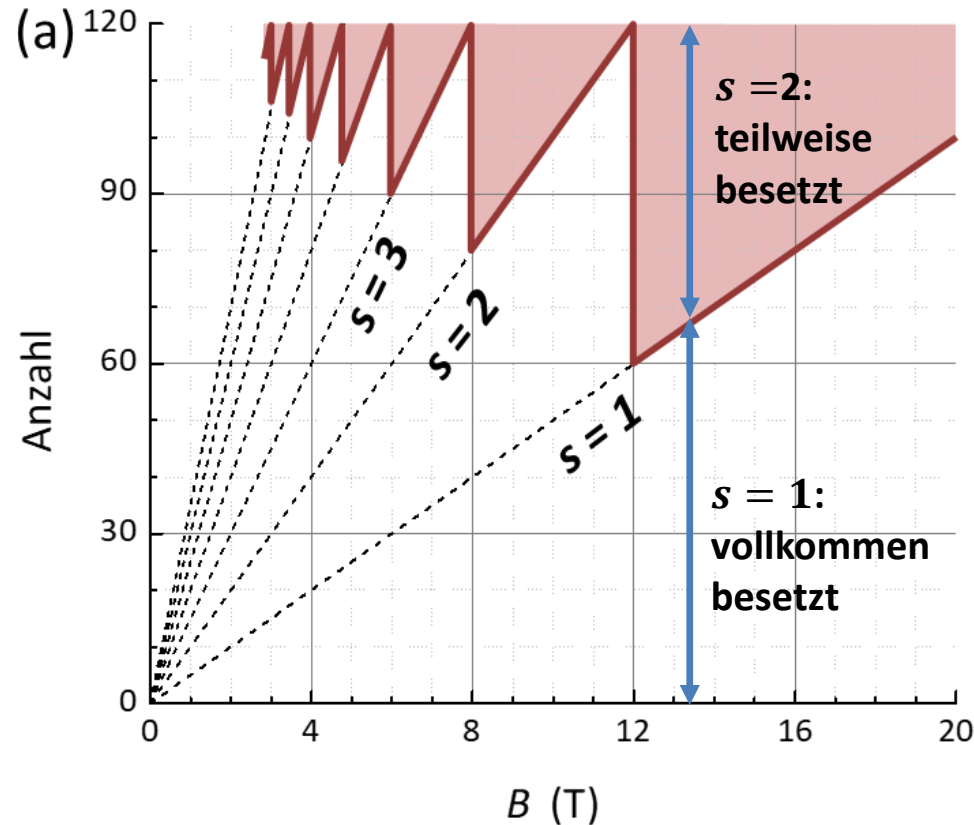 (a)
120
90
60
30
0
Anzahl
s =2:
teilweise
besetzt
s = 3
s = 2
s = 1
s = 1:
vollkommen
besetzt
0 4 8 12 16 20
B (T)